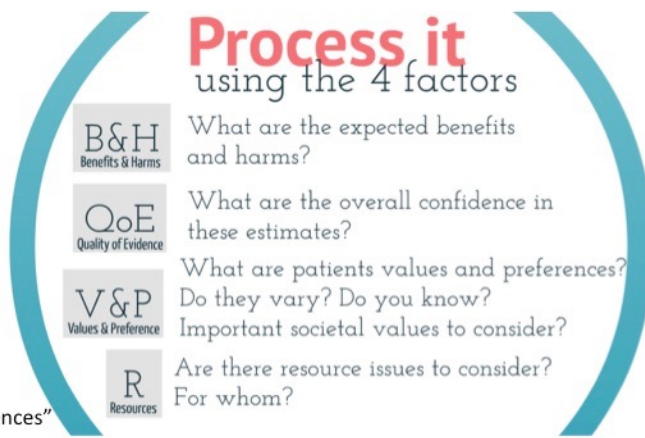 Process it
using the 4 factors
B&H
Benefits & Harms
What are the expected benefits
and harms?
QoE
Quality of Evidence
What are the overall confidence in
these estimates?
V&P
Values & Preference
What are patients values and preferences?
Do they vary? Do you know?
Important societal values to consider?
R
Resources
Are there resource issues to consider?
For whom?
nces”